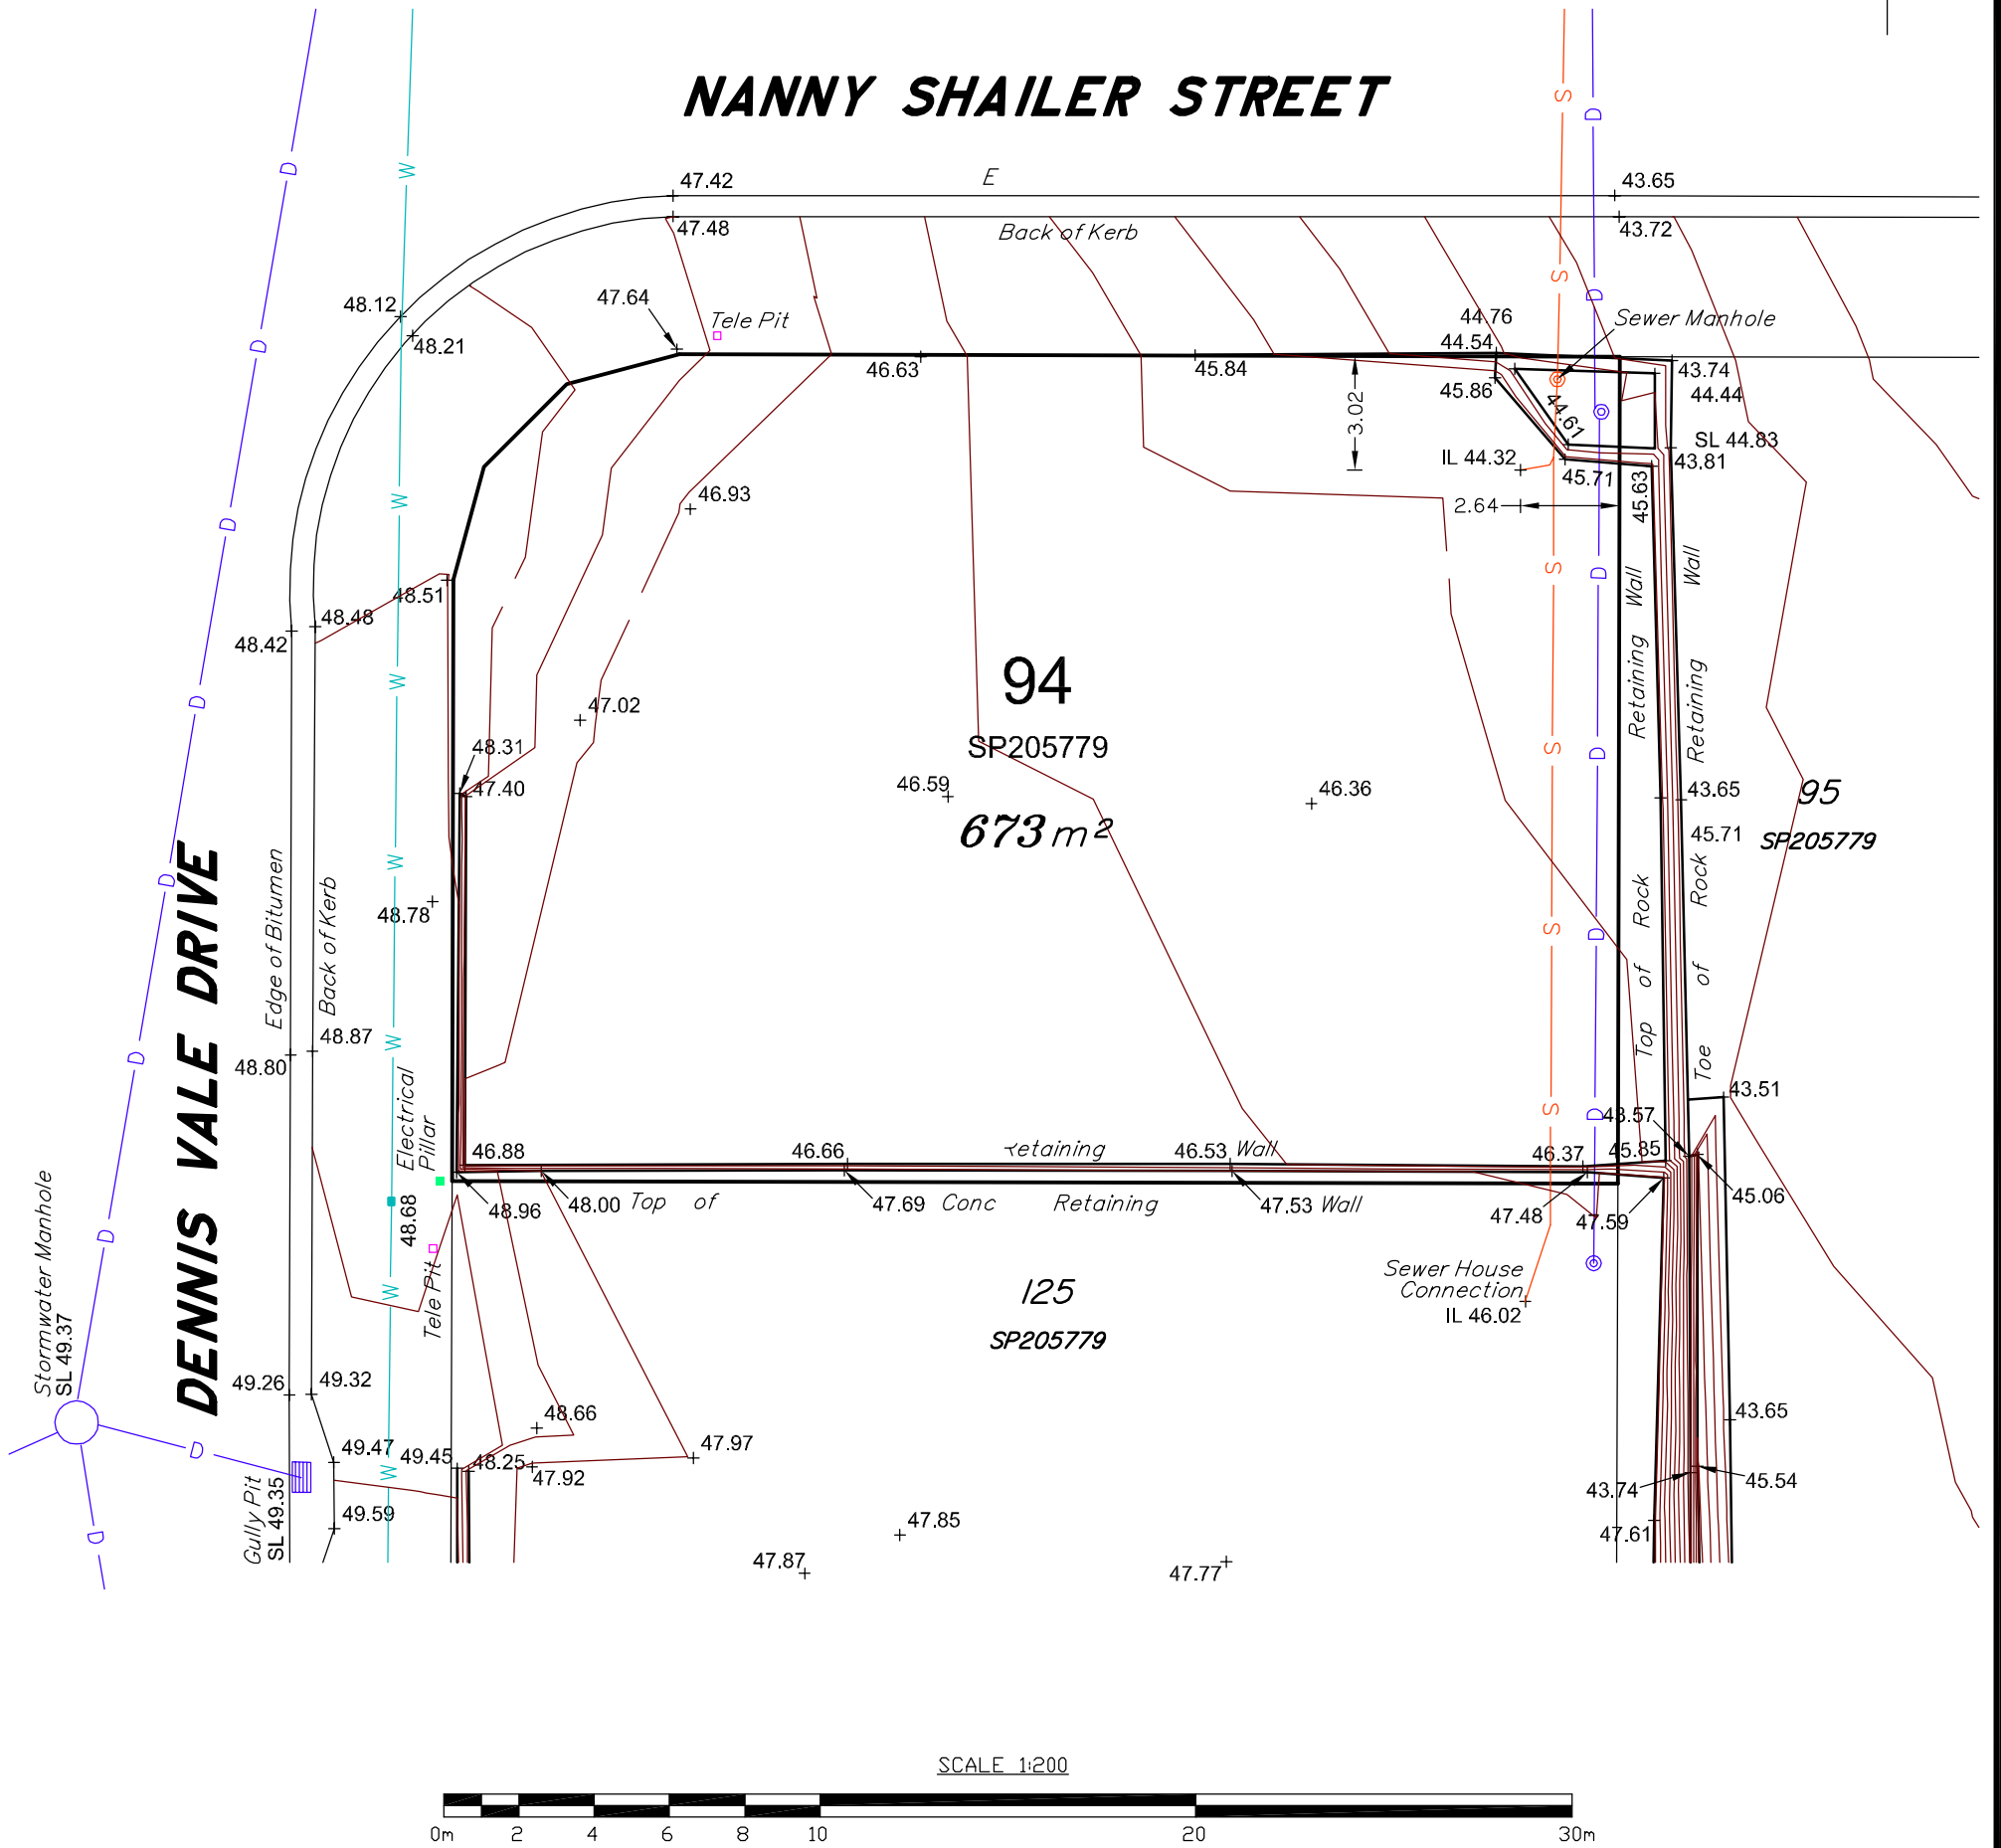 NANNY SHAILER STREET
E
47.42
43.65
47.48
Back of Kerb
43.72
48.12
48.21
47.64
Tele Pit
44.76
Sewer Manhole
44.54
46.63
45.84
43.74
45.86
44.44
3.02
44.61
SL 44.83
IL 44.32
43.81
45.71
45.63
46.93
2.64
48.51
48.48
48.42
94
SP205779
673 m²
47.02
48.31
47.40
46.59
46.36
43.65
45.71
95
SP205779
Top of Rock Retaining Wall
Toe of Rock Retaining Wall
DENNIS VALE DRIVE
Edge of Bitumen
Back of Kerb
48.78
48.87
48.80
Electrical
Pillar
43.51
43.57
46.88
46.66
46.53
Wall
46.37
45.85
48.96
48.00
Top of
47.69
Conc Retaining
47.53
Wall
47.48
47.59
45.06
48.68
Tele Pit
Sewer House
Connection
IL 46.02
125
SP205779
Stormwater Manhole
SL 49.37
49.26
49.32
48.66
43.65
49.47
49.45
48.25
47.92
47.97
43.74
45.54
Gully Pit
SL 49.35
49.59
47.85
47.61
47.87
47.77
D D D D D D D D D D
W W W W W W W W
S S S S S S
D D D D D D
SCALE 1:200
0m 2 4 6 8 10 20 30m